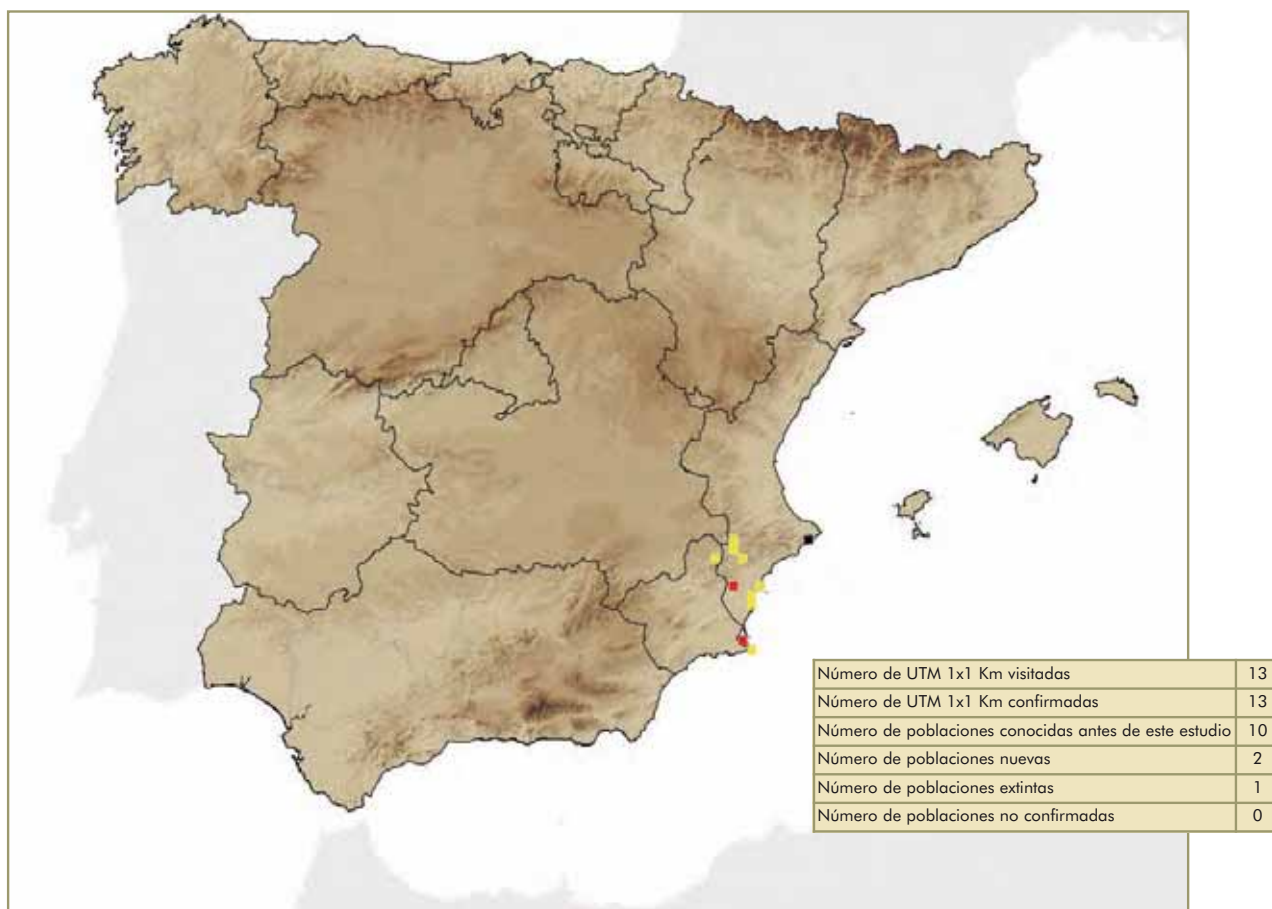 Número de UTM 1x1 Km visitadas 13
Número de UTM 1x1 Km confirmadas 13
Número de poblaciones conocidas antes de este estudio 10
Número de poblaciones nuevas 2
Número de poblaciones extintas 1
Número de poblaciones no confirmadas 0